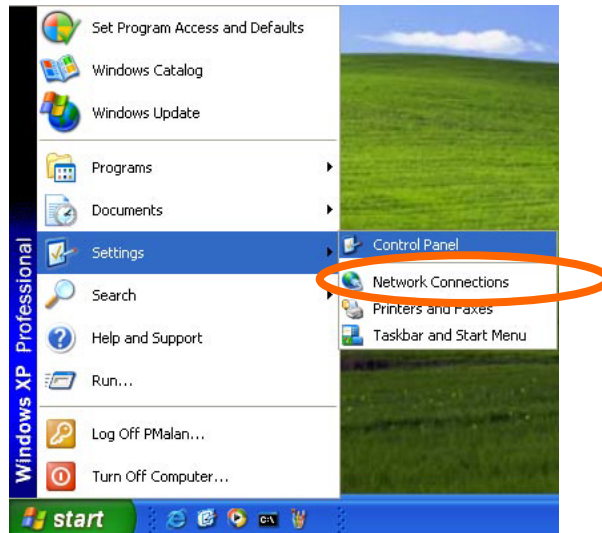 Set Program Access and Defaults
Windows Catalog
Windows Update
Programs
Documents
Settings
Search
Help and Support
Run...
Log Off PMalan...
Turn Off Computer...
Control Panel
Network Connections
Printers and Faxes
Taskbar and Start Menu
Windows XP Professional
start
C:\